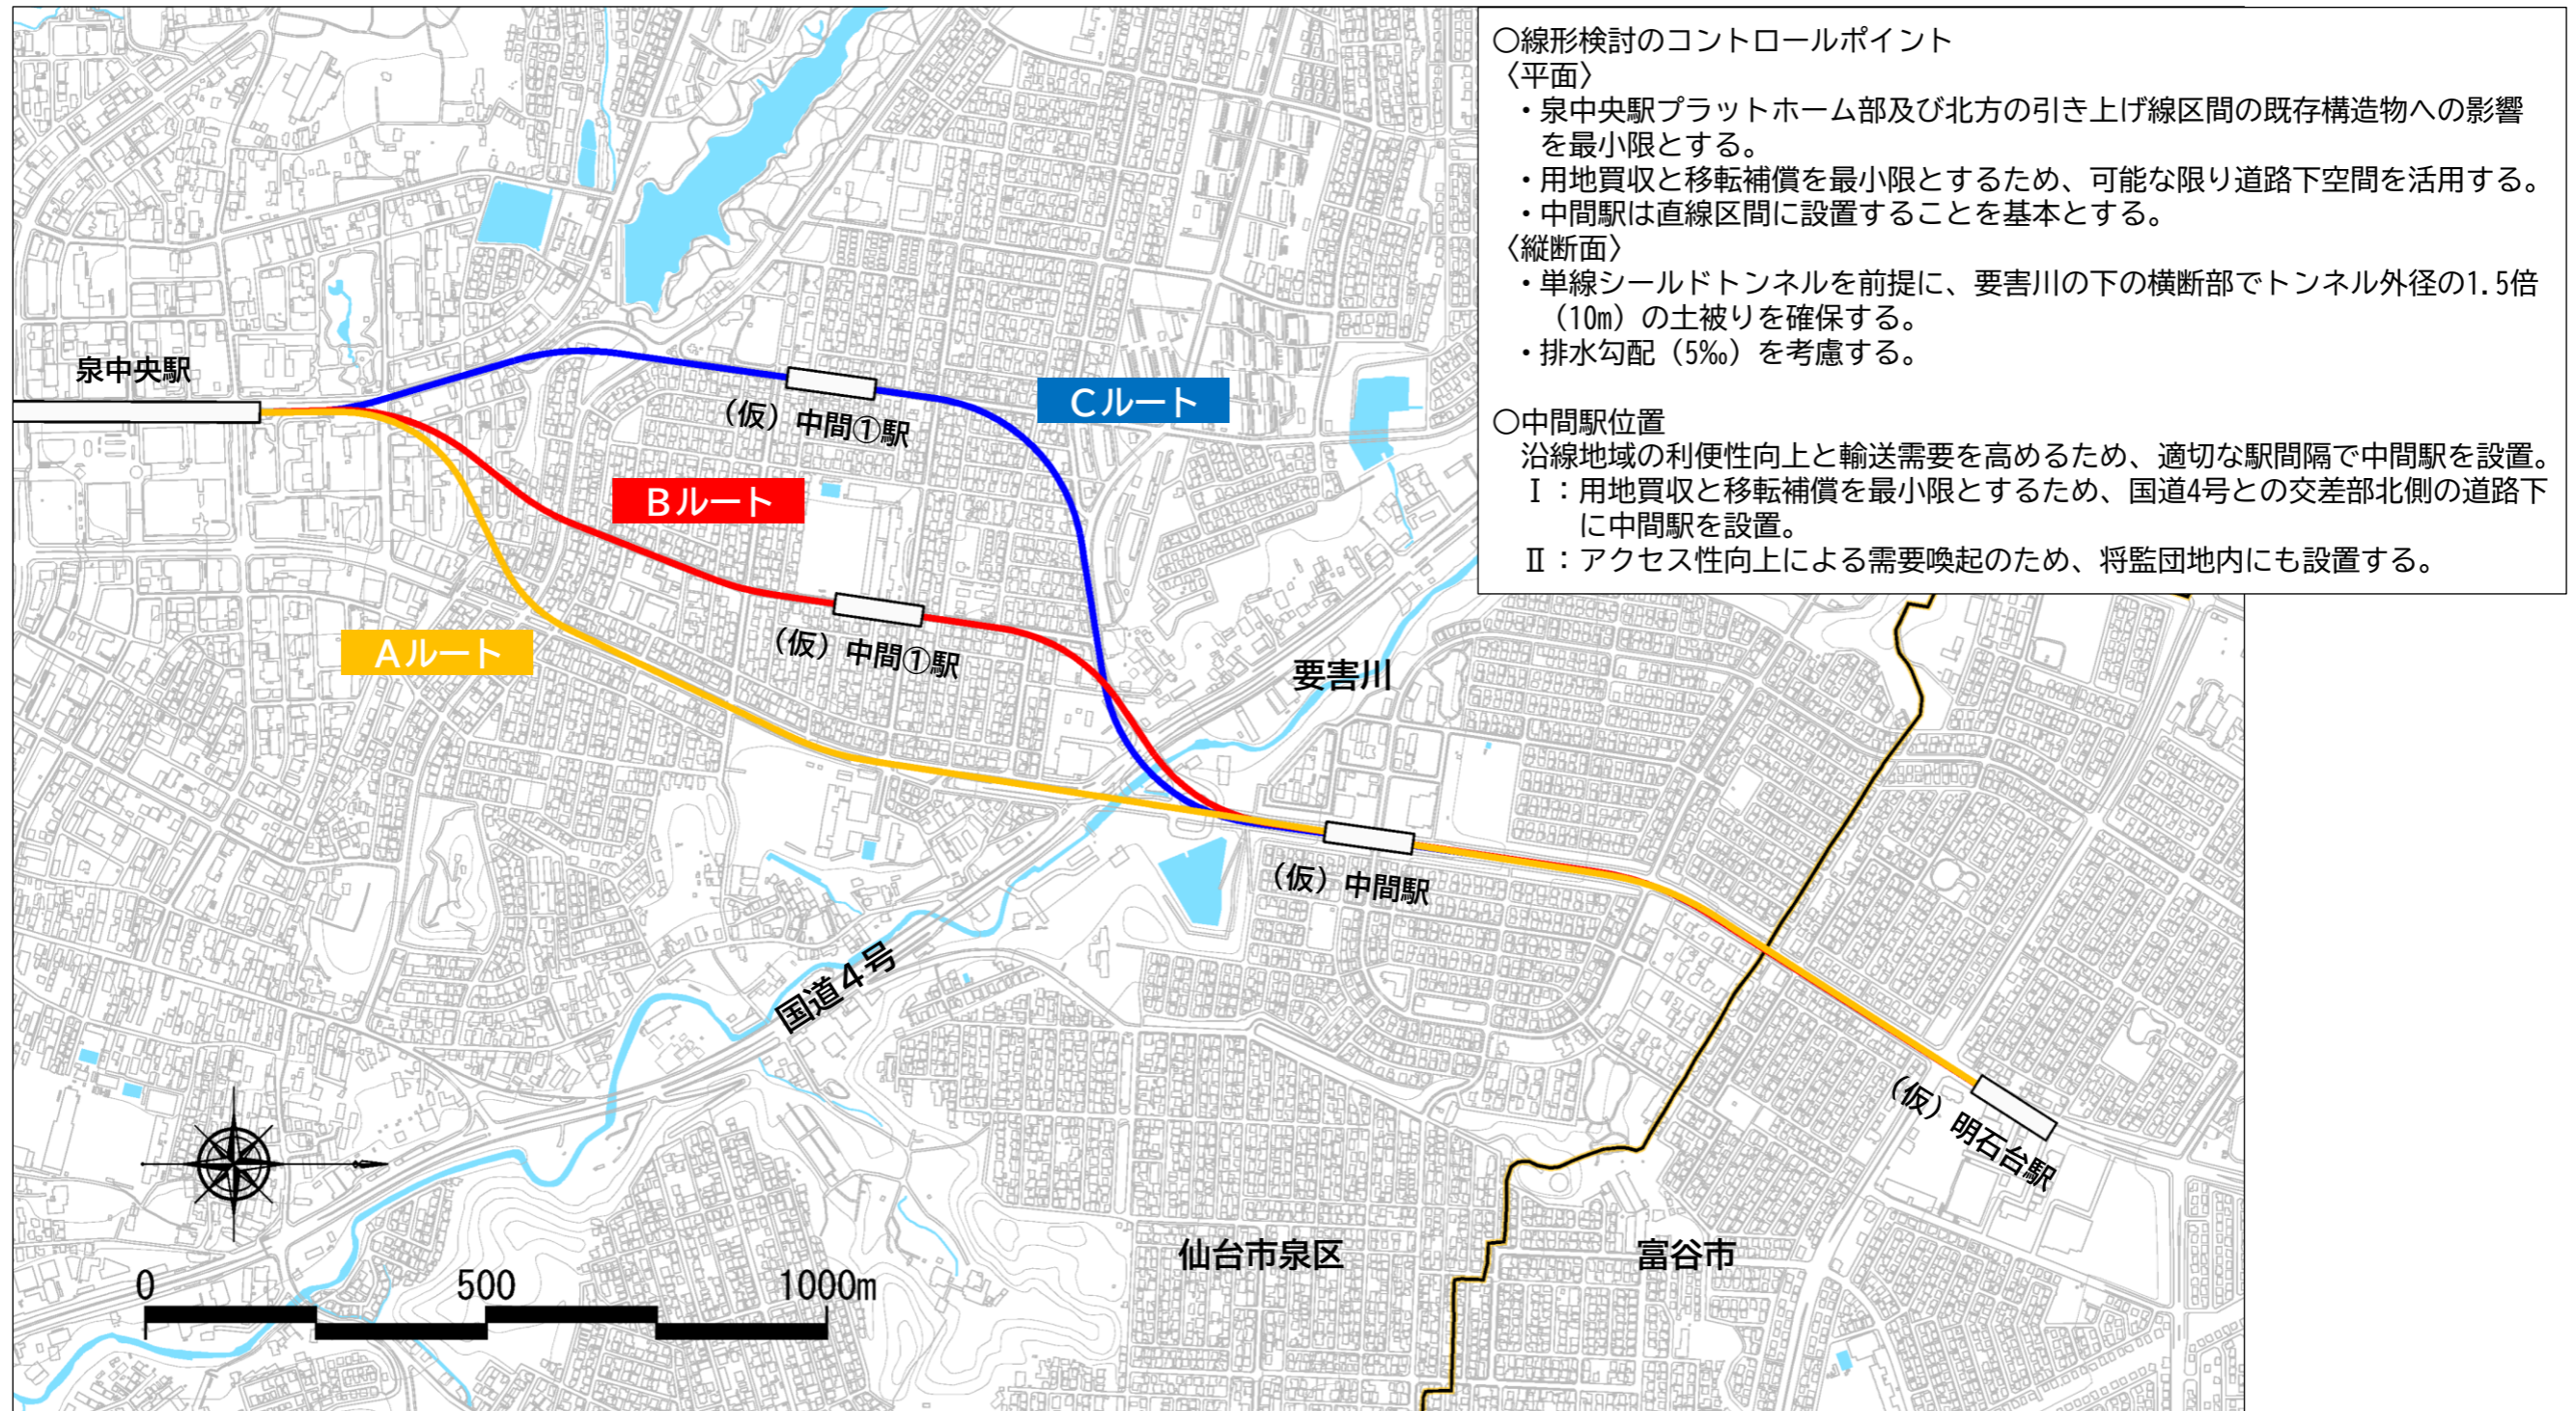 ○線形検討のコントロールポイント
〈平面〉
・泉中央駅プラットホーム部及び北方の引き上げ線区間の既存構造物への影響
を最小限とする。
・用地買収と移転補償を最小限とするため、可能な限り道路下空間を活用する。
・中間駅は直線区間に設置することを基本とする。
〈縦断面〉
・単線シールドトンネルを前提に、要害川の下の横断部でトンネル外径の1.5倍
（10m）の土被りを確保する。
・排水勾配（5‰）を考慮する。
○中間駅位置
沿線地域の利便性向上と輸送需要を高めるため、適切な駅間隔で中間駅を設置。
Ⅰ：用地買収と移転補償を最小限とするため、国道4号との交差部北側の道路下
に中間駅を設置。
Ⅱ：アクセス性向上による需要喚起のため、将監団地内にも設置する。
泉中央駅
（仮）中間①駅
Ｃルート
Ｂルート
（仮）中間①駅
Ａルート
要害川
（仮）中間駅
国道４号
（仮）明石台駅
仙台市泉区
富谷市
0
500
1000m